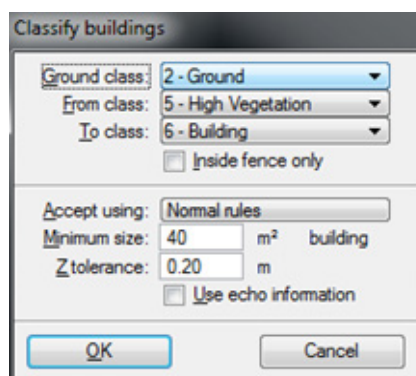 Classify buildings
Ground class: 2 - Ground
From class: 5 - High Vegetation
To class: 6 - Building
Inside fence only
Accept using: Normal rules
Minimum size: 40 m² building
Z tolerance: 0.20 m
Use echo information
OK Cancel